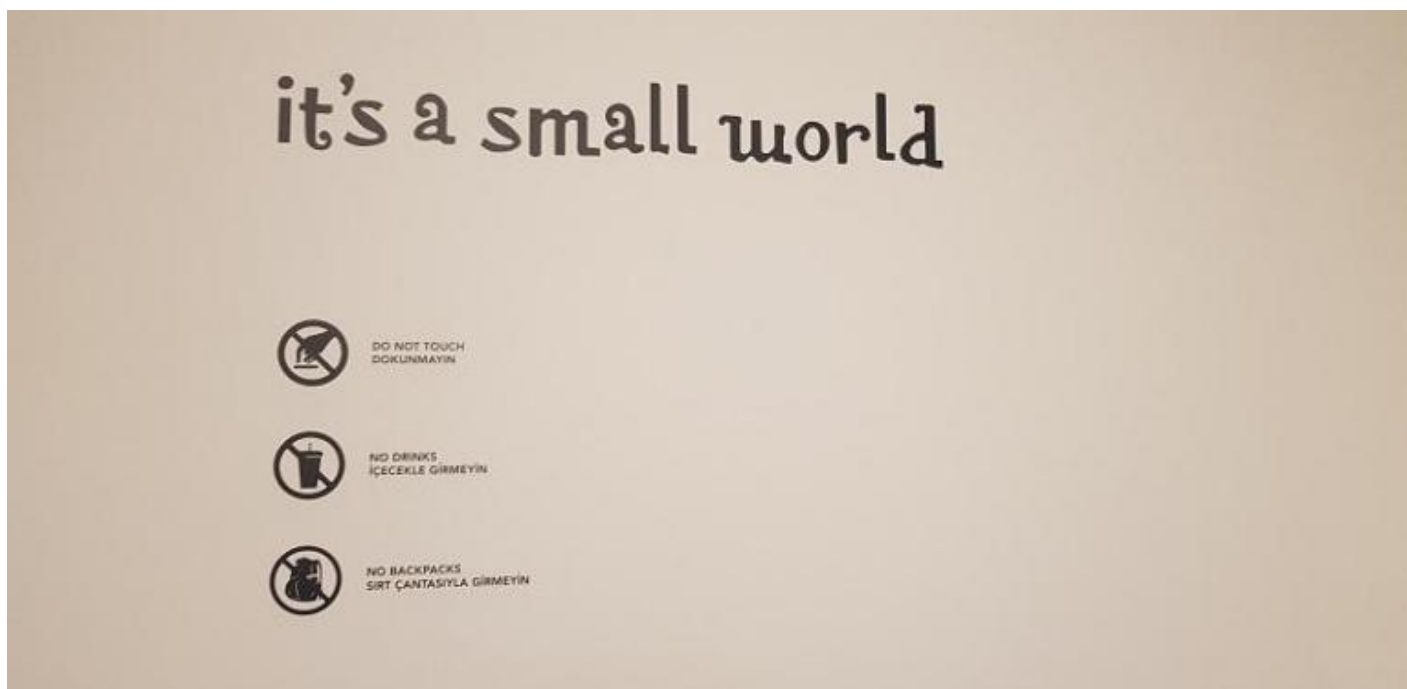 it's a small world
DO NOT TOUCH
DOKUNMAYIN
NO DRINKS
İÇECEKLE GİRMEYİN
NO BACKPACKS
SIRT ÇANTASIYLA GİRMEYİN